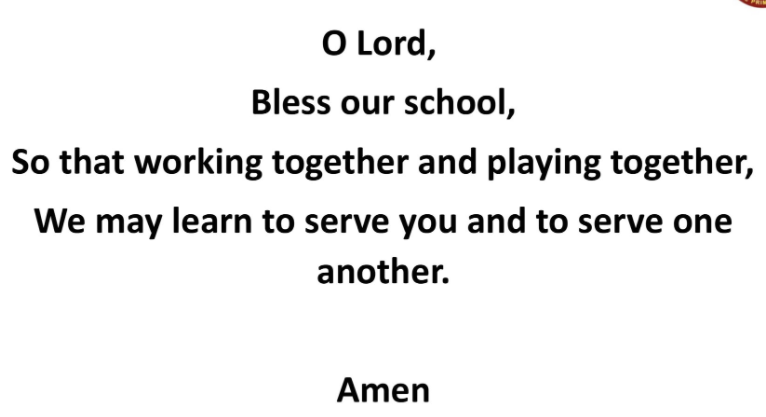 O Lord,
Bless our school,
So that working together and playing together,
We may learn to serve you and to serve one
another.
Amen